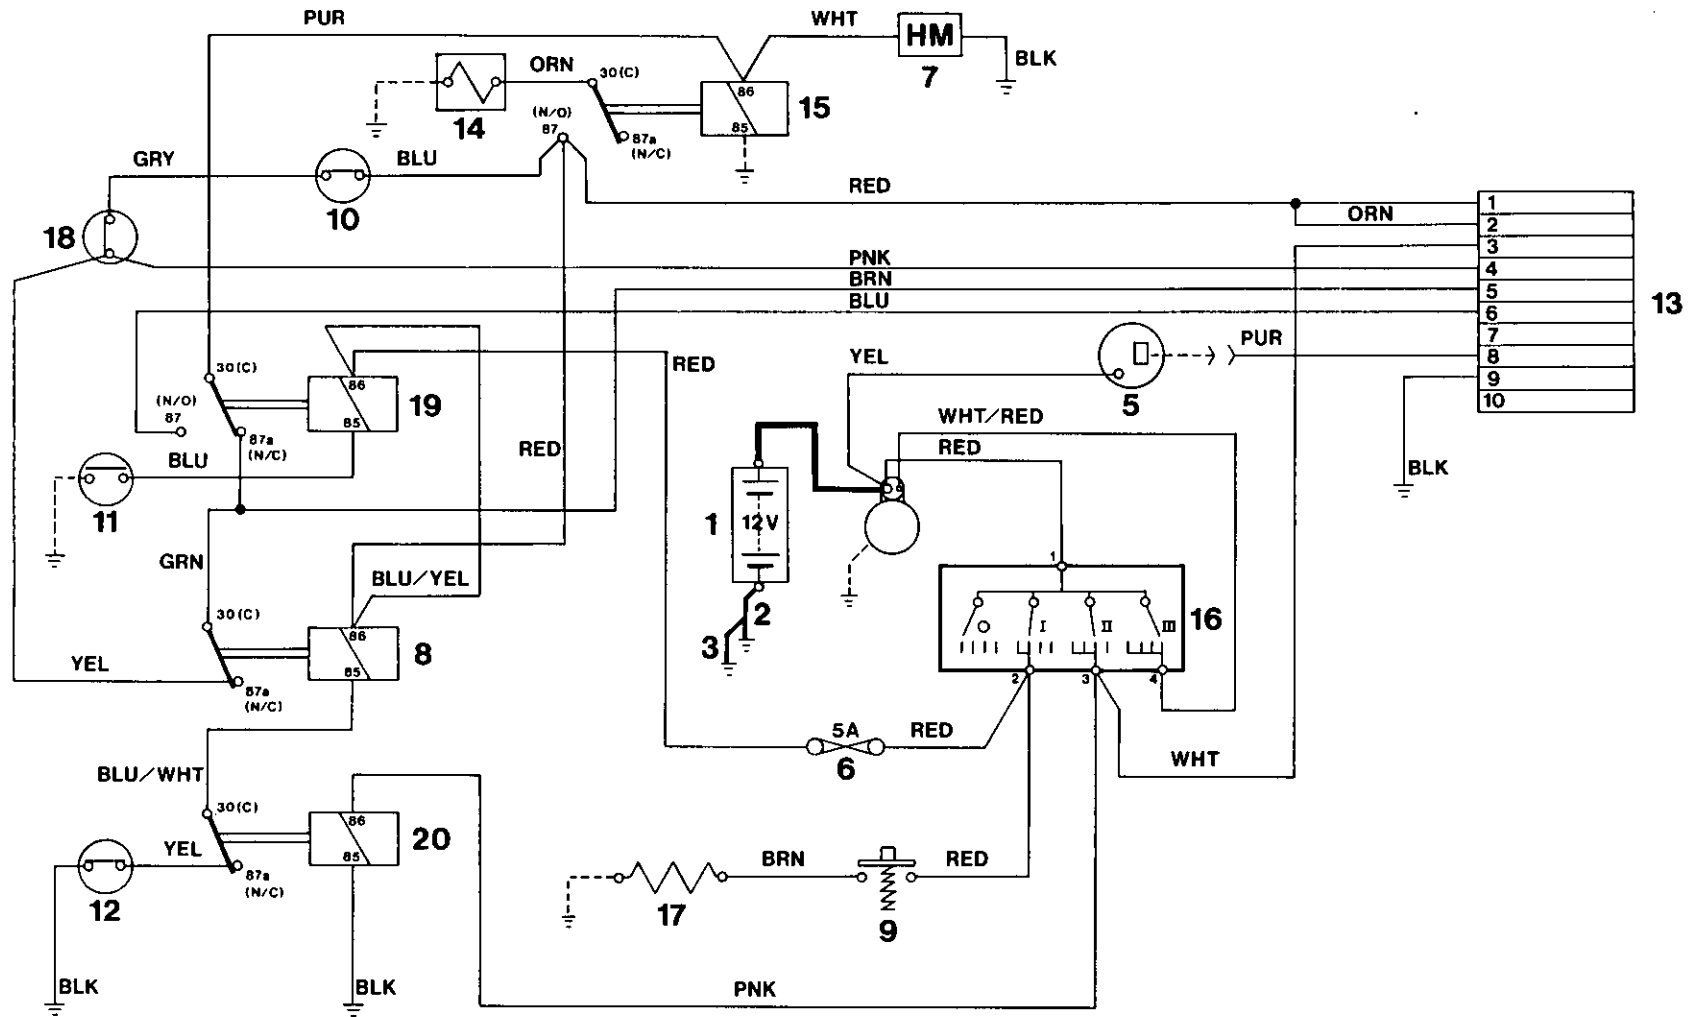 PUR
WHT
HM
7
BLK
ORN
30(C)
86
85
15
14
(N/O)
87
87a
(N/C)
GRY
BLU
10
18
RED
ORN
PNK
BRN
BLU
1
2
3
4
5
6
7
8
9
10
13
PUR
YEL
5
BLK
30(C)
86
85
19
RED
(N/O)
87
87a
(N/C)
BLU
11
RED
WHT/RED
RED
1
12V
2
3
GRN
BLU/YEL
30(C)
86
85
8
YEL
87a
(N/C)
1
O
I
II
III
16
2
3
4
5A
6
RED
WHT
BLU/WHT
30(C)
86
85
20
YEL
87a
(N/C)
12
BLK
BLK
BRN
RED
17
9
PNK